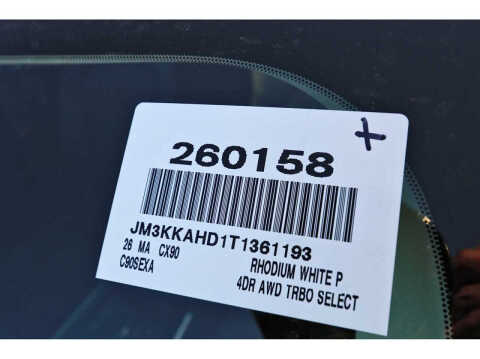 260158
JM3KKAHD1T1361193
26 MA CX90
RHODIUM WHITE P
C90SEXA
4DR AWD TRBO SELECT